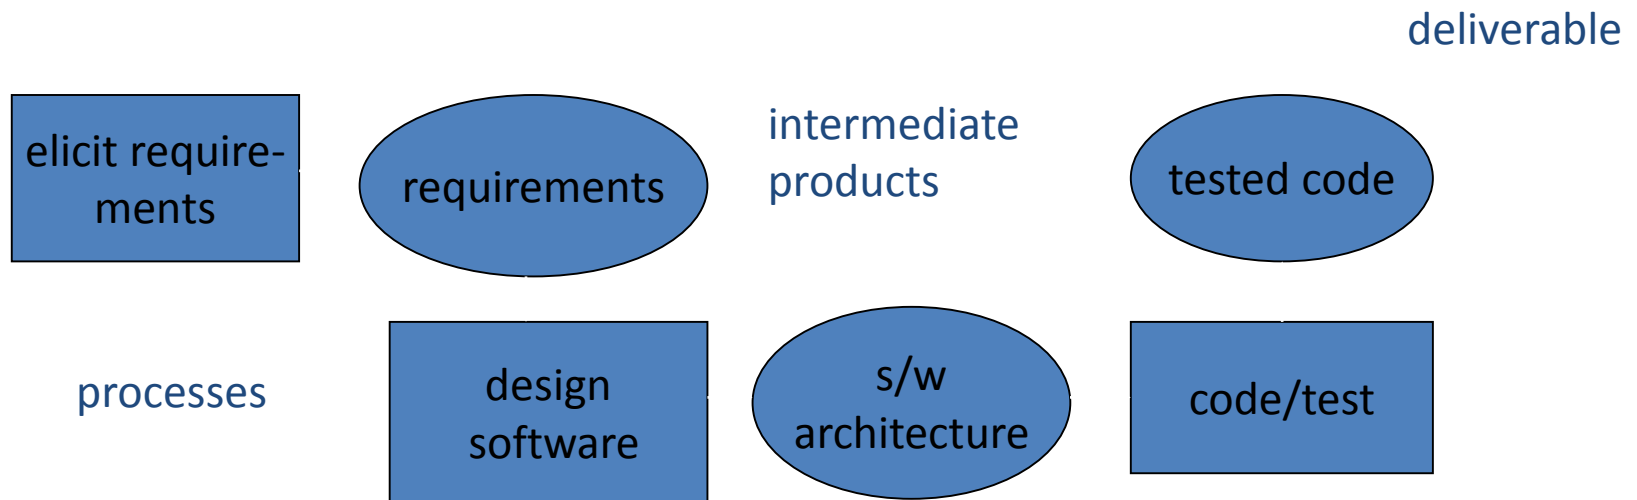 deliverable
elicit require-
ments
requirements
intermediate
products
tested code
processes
design
software
s/w
architecture
code/test